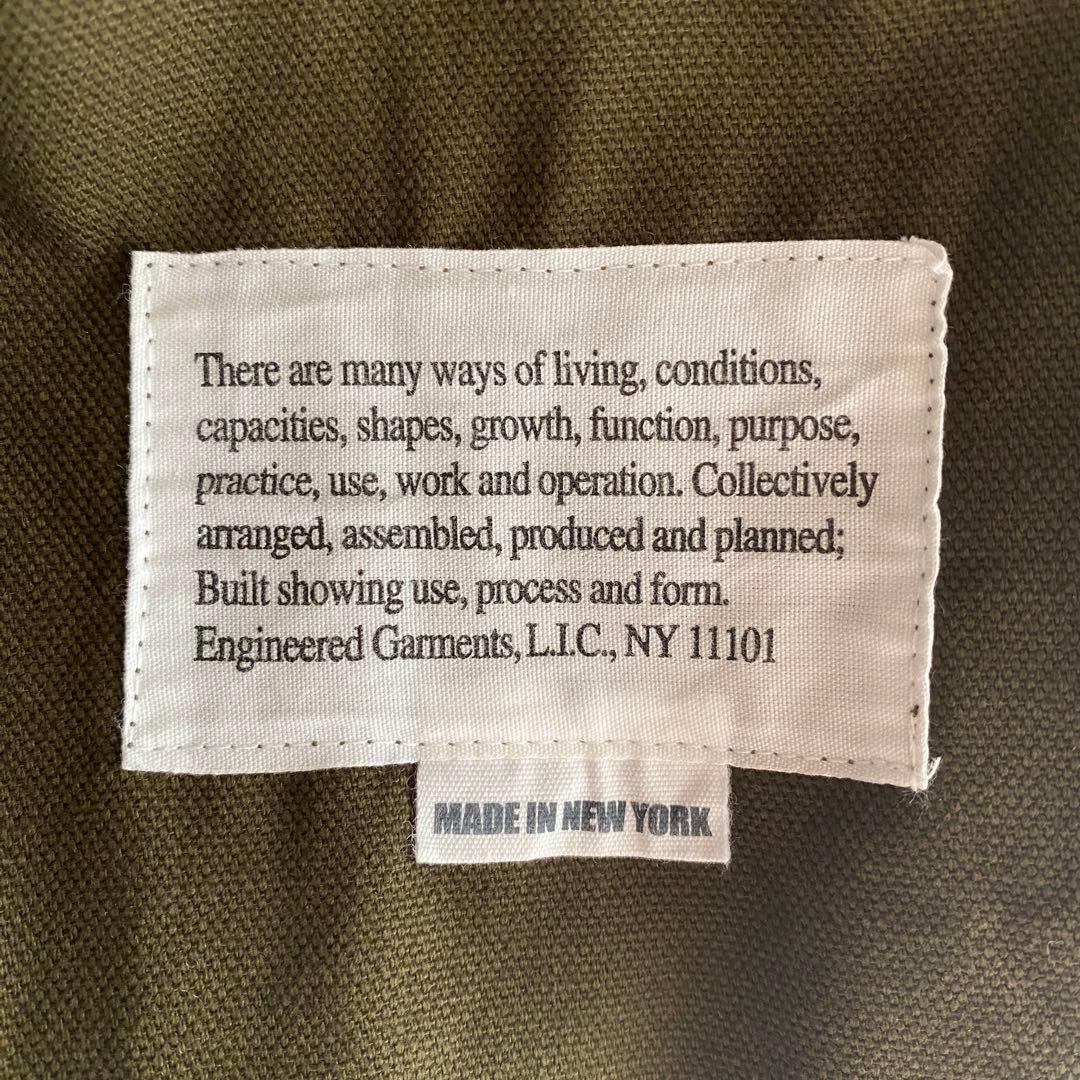 There are many ways of living, conditions,
capacities, shapes, growth, function, purpose,
practice, use, work and operation. Collectively
arranged, assembled, produced and planned;
Built showing use, process and form.
Engineered Garments, L.I.C., NY 11101
MADE IN NEW YORK